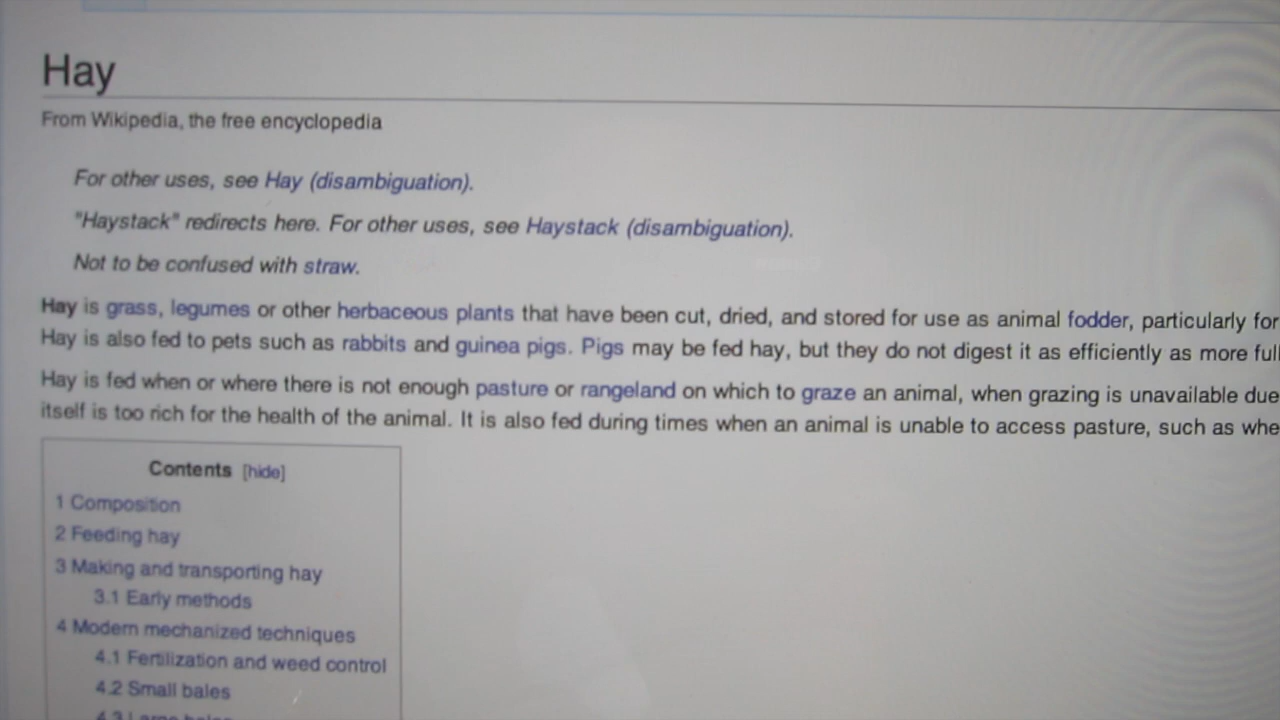 Hay
From Wikipedia, the free encyclopedia
For other uses, see Hay (disambiguation).
"Haystack" redirects here. For other uses, see Haystack (disambiguation).
Not to be confused with straw.
Hay is grass, legumes or other herbaceous plants that have been cut, dried, and stored for use as animal fodder, particularly for
Hay is also fed to pets such as rabbits and guinea pigs. Pigs may be fed hay, but they do not digest it as efficiently as more full
Hay is fed when or where there is not enough pasture or rangeland on which to graze an animal, when grazing is unavailable due
itself is too rich for the health of the animal. It is also fed during times when an animal is unable to access pasture, such as whe
Contents [hide]
1 Composition
2 Feeding hay
3 Making and transporting hay
3.1 Early methods
4 Modern mechanized techniques
4.1 Fertilization and weed control
4.2 Small bales
4.3 Large bales